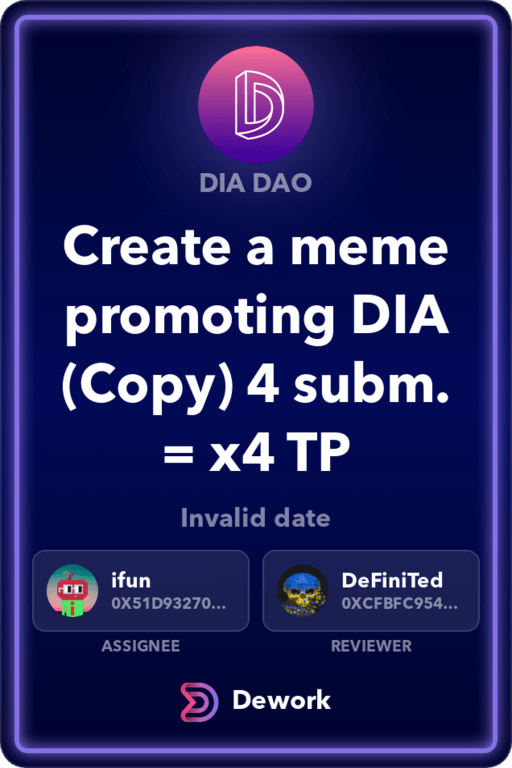 DIA DAO
Create a meme
promoting DIA
(Copy) 4 subm.
= x4 TP
Invalid date
ifun
0X51D93270...
ASSIGNEE
DeFiniTed
0XCFBFC954...
REVIEWER
Dework